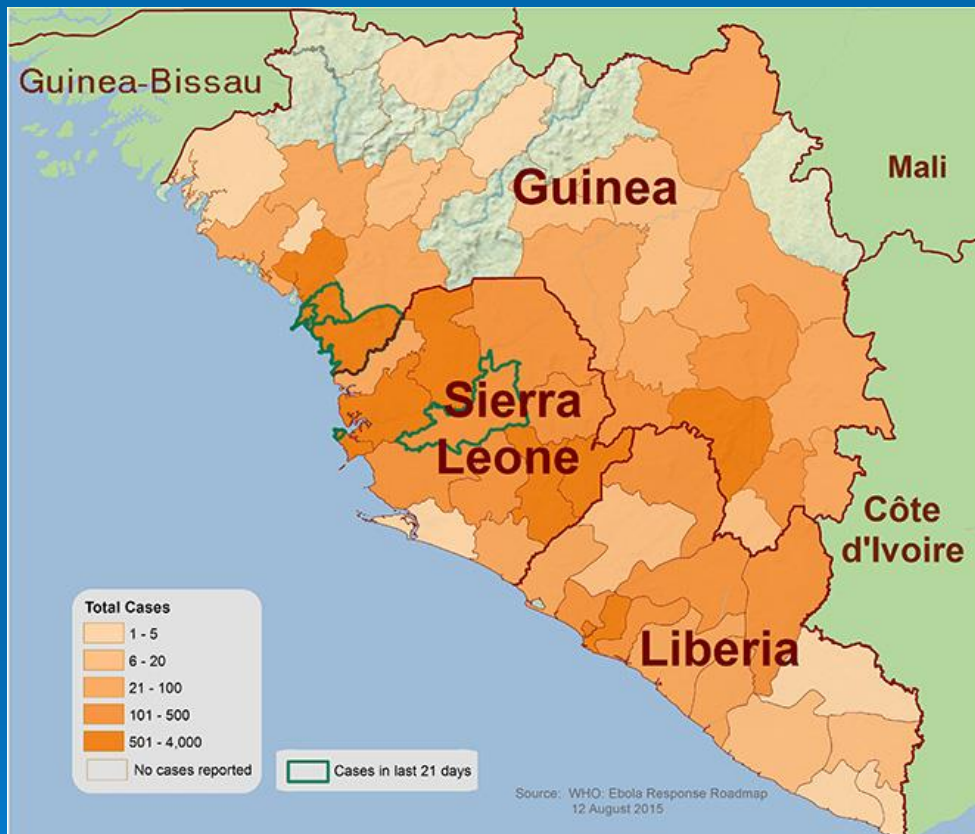 Guinea-Bissau
Guinea
Mali
Sierra
Leone
Côte
d'Ivoire
Liberia
Total Cases
1 - 5
6 - 20
21 - 100
101 - 500
501 - 4,000
No cases reported
Cases in last 21 days
Source: WHO: Ebola Response Roadmap
12 August 2015